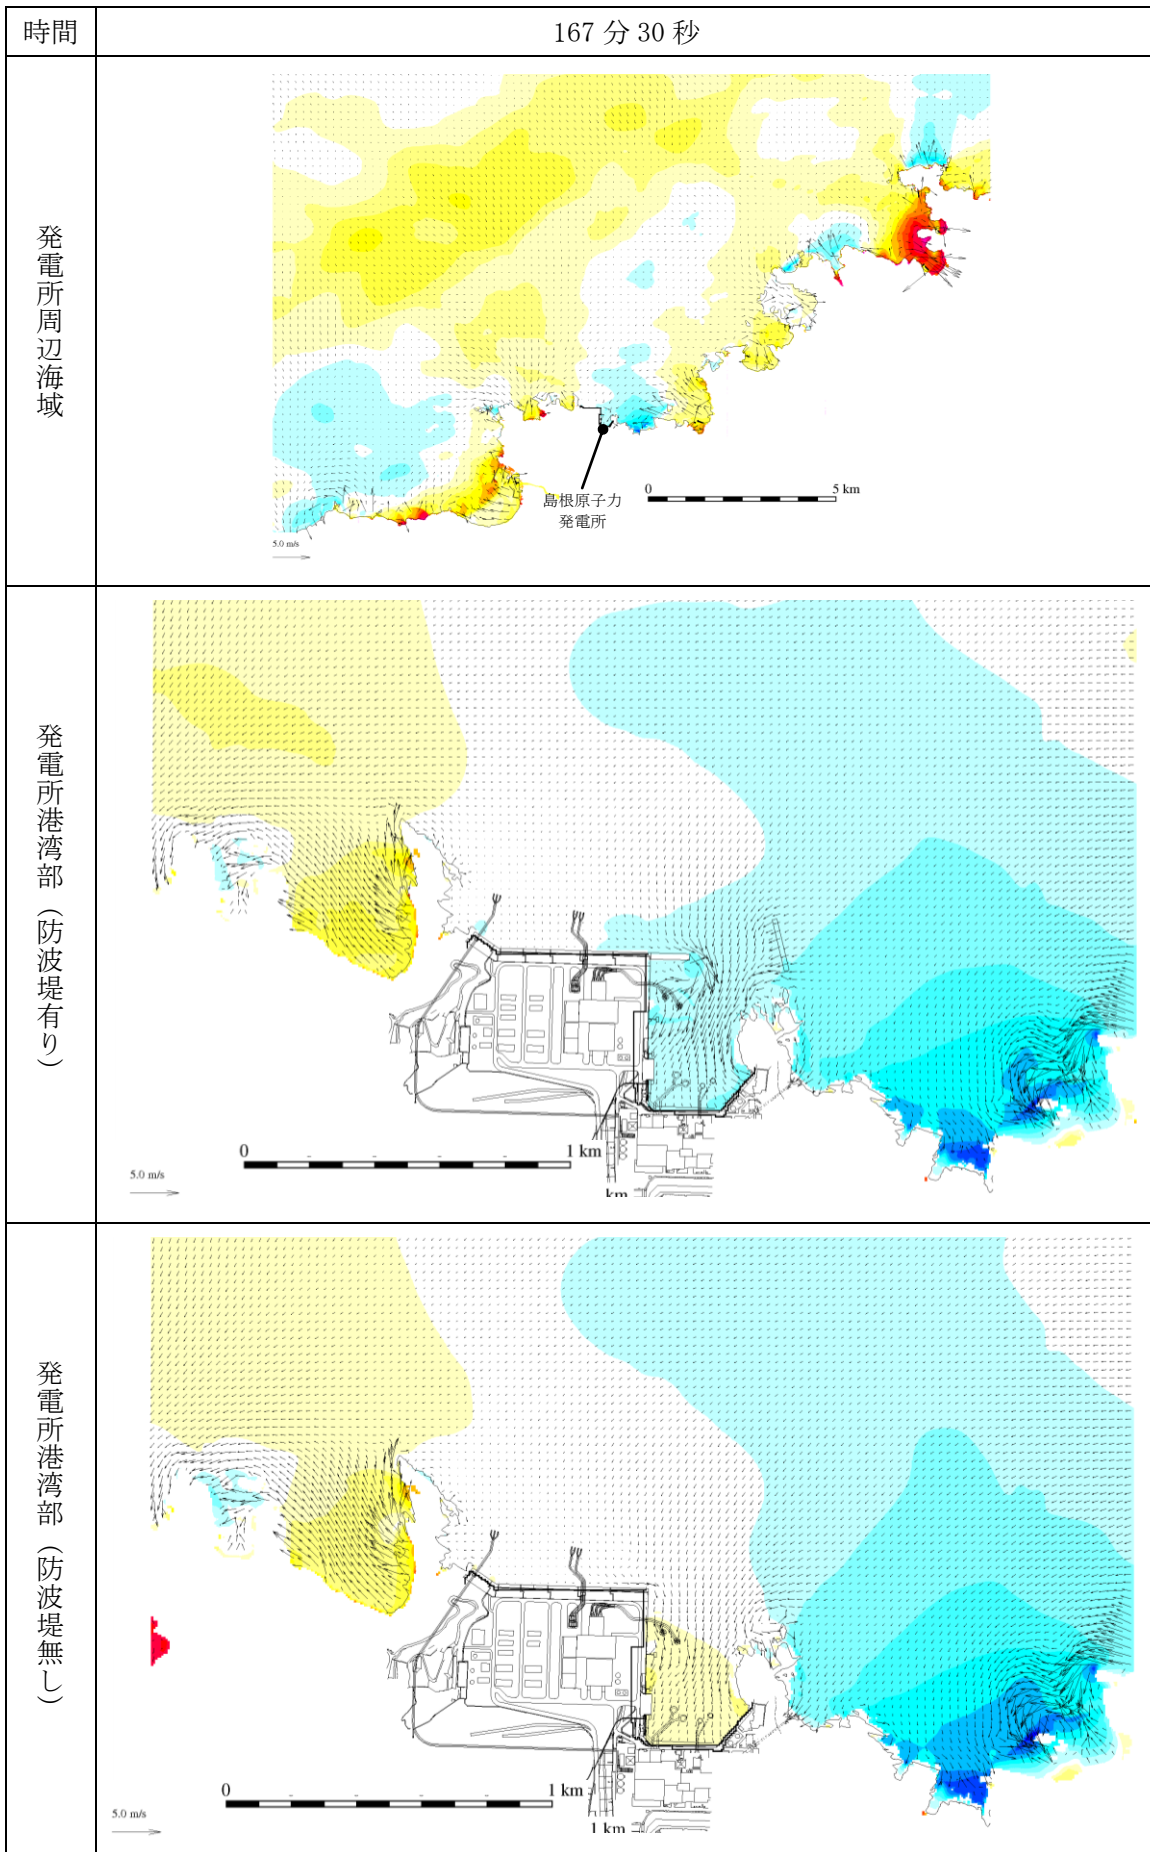 時間
167 分 30 秒
発電所周辺海域
島根原子力
発電所
0
5 km
5.0 m/s
発電所港湾部（防波堤有り）
0
1 km
5.0 m/s
km
発電所港湾部（防波堤無し）
0
1 km
5.0 m/s
1 km